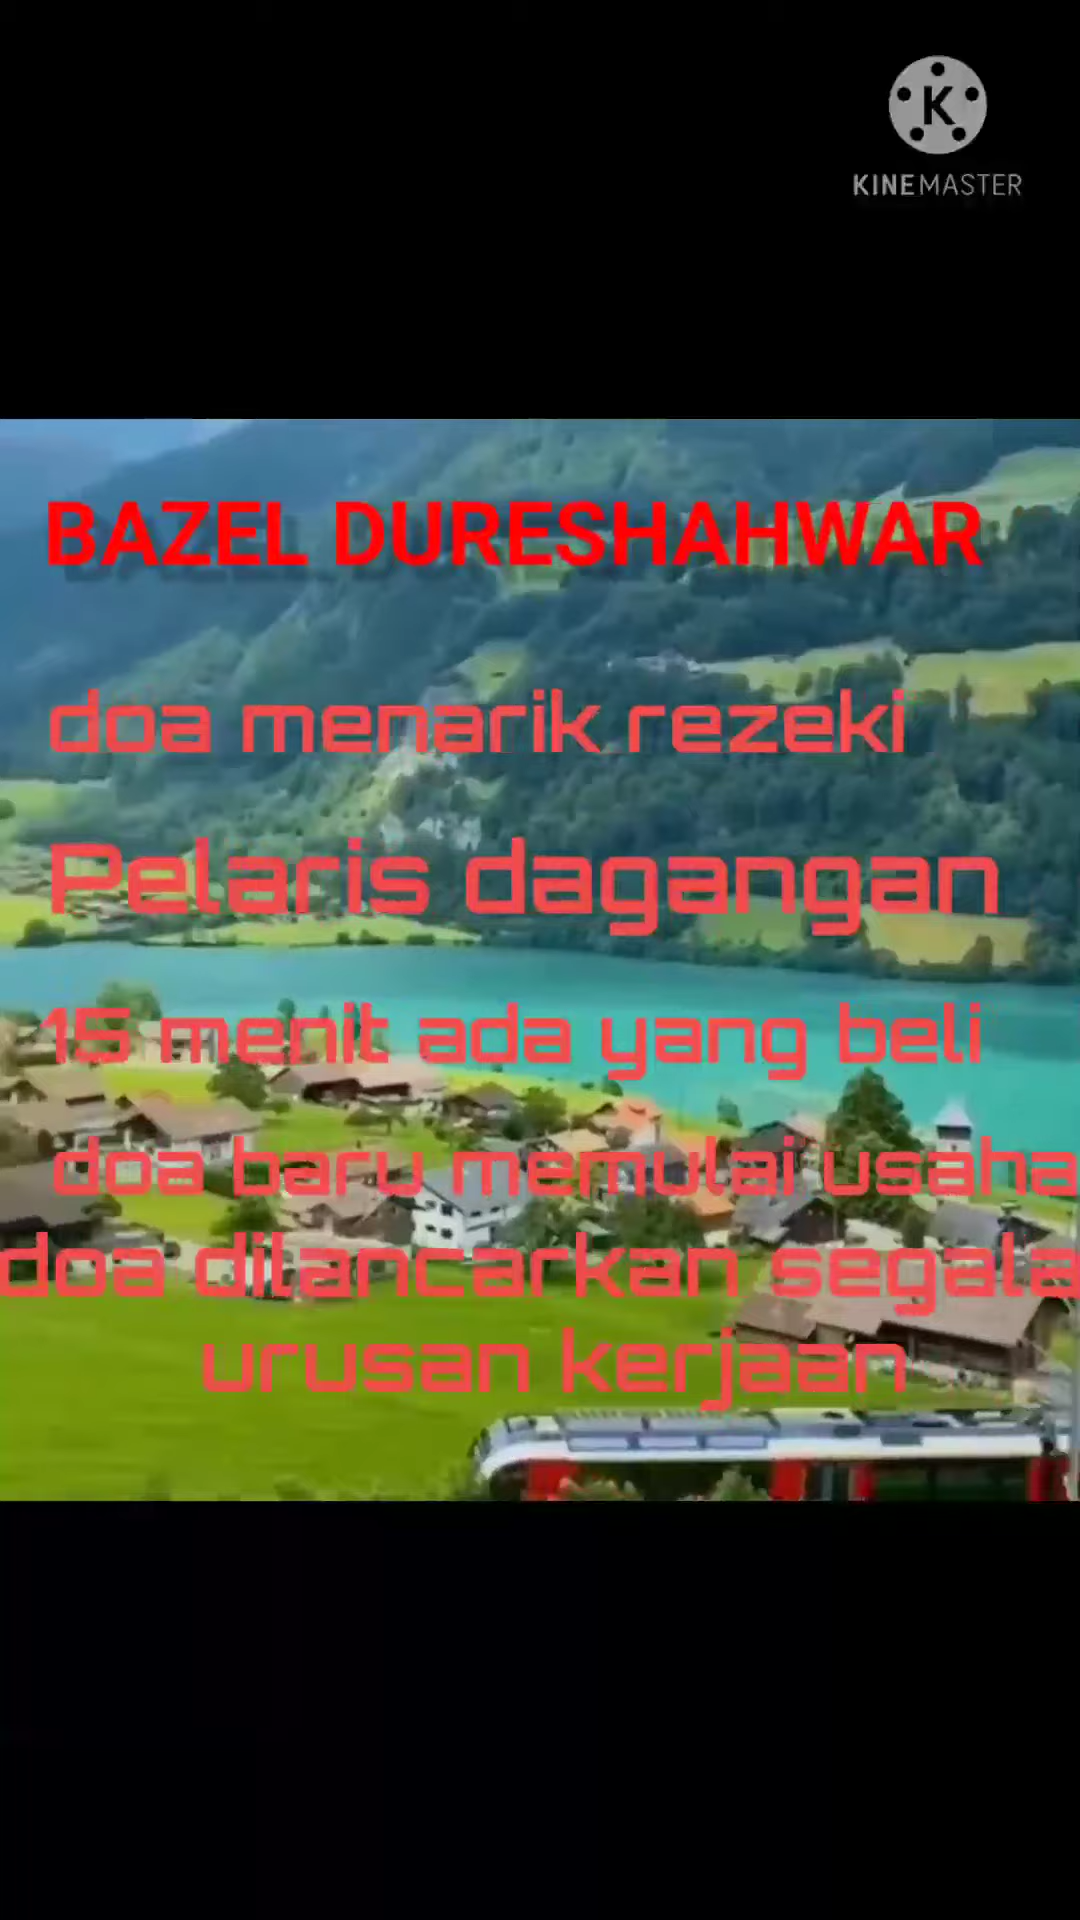 K
KINEMASTER
BAZEL DURESHAHWAR
doa menarik rezeki
Pelaris dagangan
15 menit ada yang beli
doa baru memulai usaha
doa dilancarkan segala
urusan kerjaan